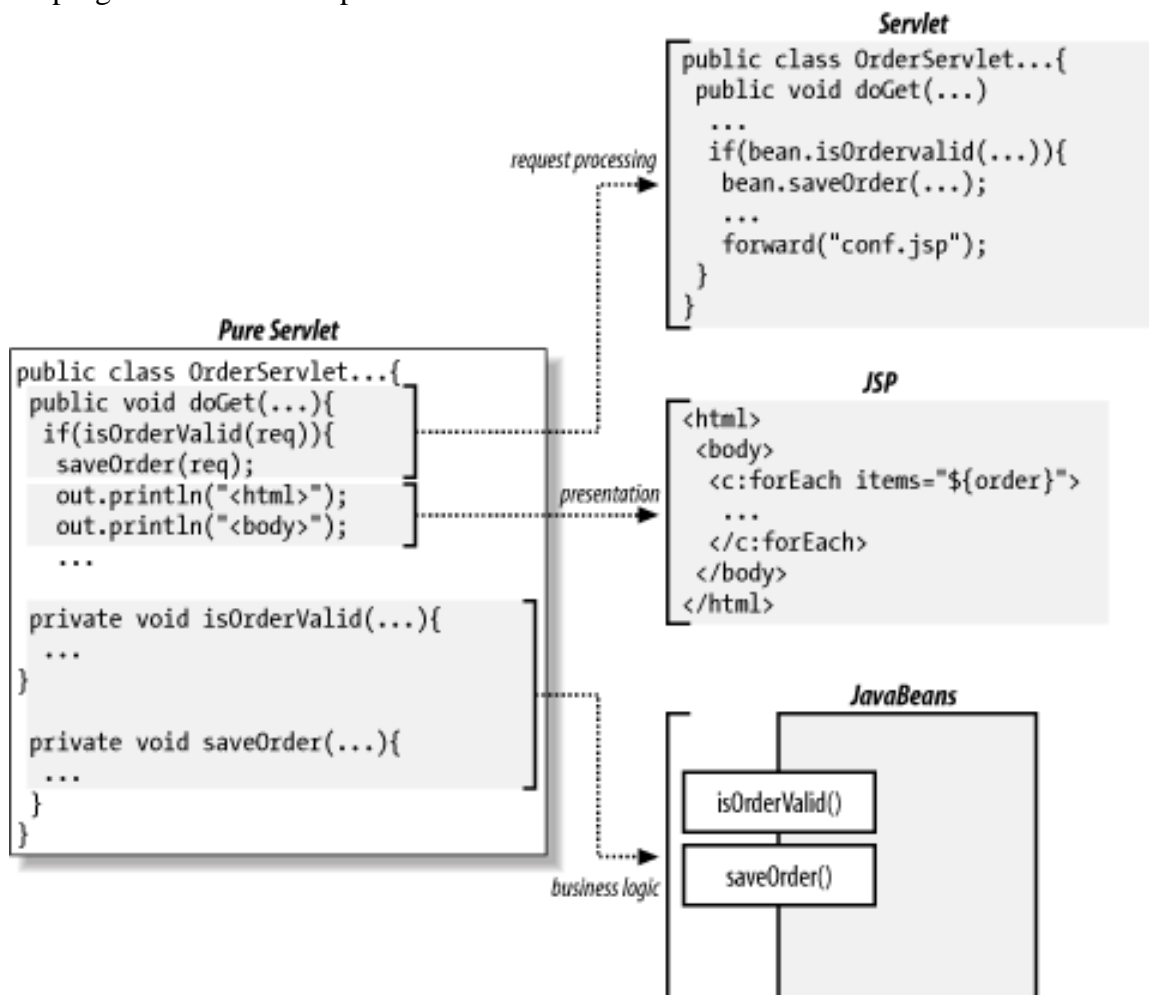 Servlet
public class OrderServlet...{
public void doGet(...)
...
if(bean.isOrdervalid(...)){
bean.saveOrder(...);
...
forward("conf.jsp");
}
}
request processing
Pure Servlet
public class OrderServlet...{
public void doGet(...){
if(isOrderValid(req)){
saveOrder(req);
out.println("<html>");
out.println("<body>");
...
private void isOrderValid(...){
...
}
private void saveOrder(...){
...
}
}
presentation
JSP
<html>
<body>
<c:forEach items="${order}">
...
</c:forEach>
</body>
</html>
business logic
JavaBeans
isOrderValid()
saveOrder()